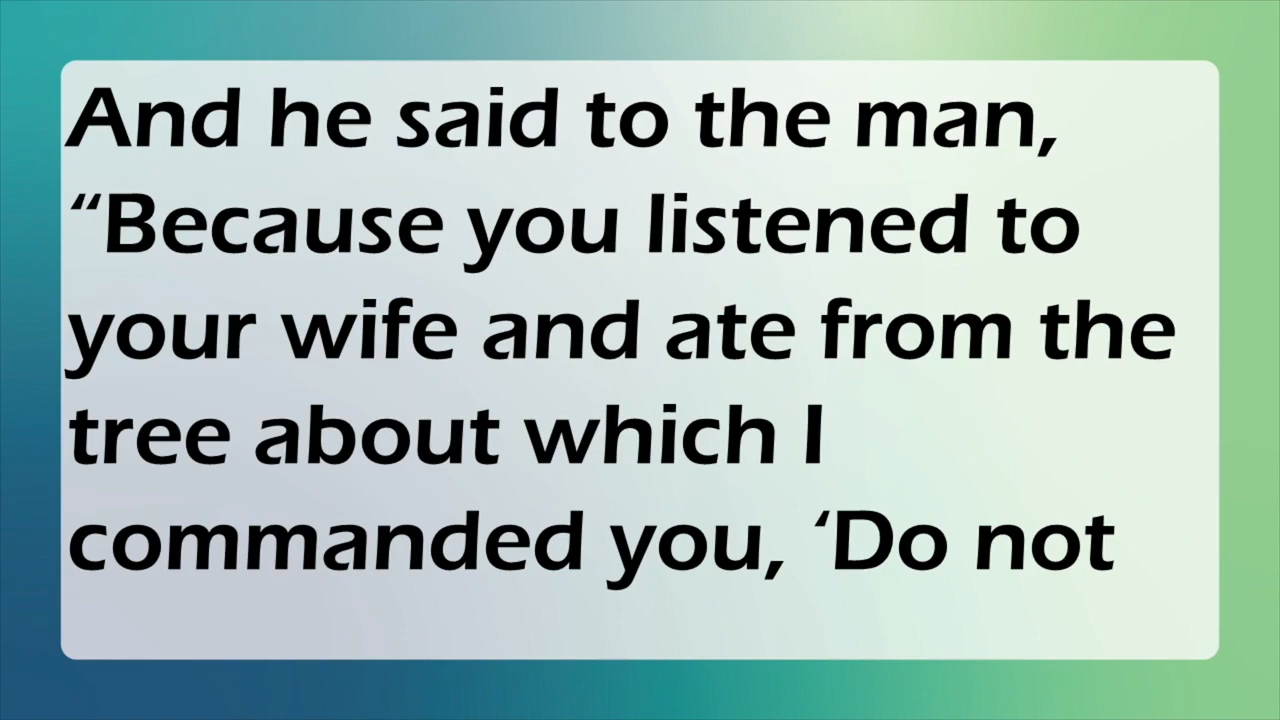 And he said to the man,
“Because you listened to
your wife and ate from the
tree about which I
commanded you, ‘Do not